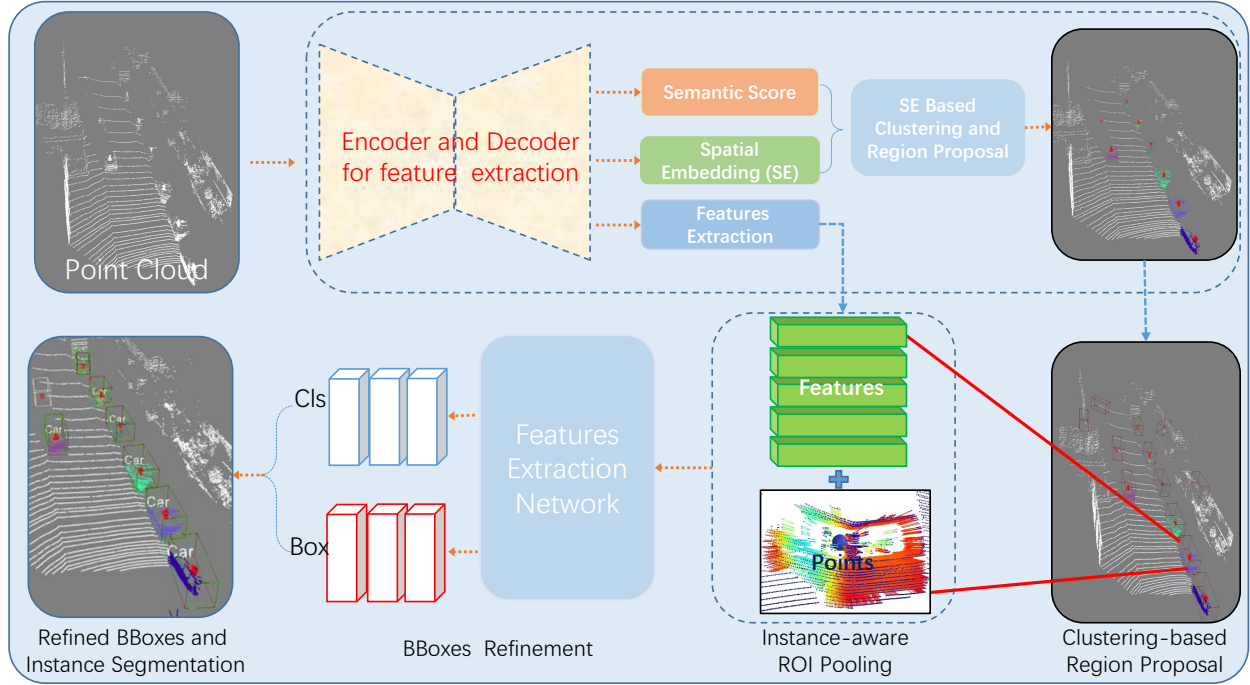 Point Cloud
Encoder and Decoder
for feature extraction
Semantic Score
Spatial
Embedding (SE)
Features
Extraction
SE Based
Clustering and
Region Proposal
Cls
Box
Features
Extraction
Network
Features
Points
Car
Car
Car
Car
Car
Car
Car
Refined BBoxes and
Instance Segmentation
BBoxes Refinement
Instance-aware
ROI Pooling
Clustering-based
Region Proposal